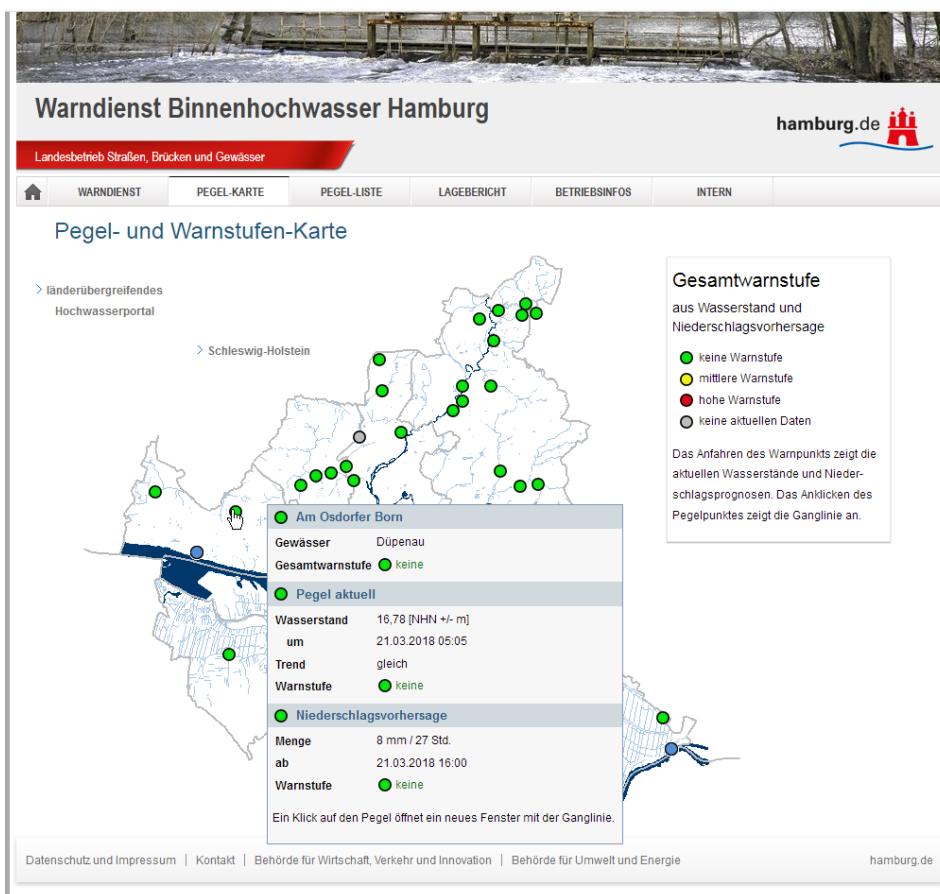 Warndienst Binnenhochwasser Hamburg
hamburg.de
Landesbetrieb Straßen, Brücken und Gewässer
WARNDIENST PEGEL-KARTE PEGEL-LISTE LAGEBERICHT BETRIEBSINFOS INTERN
Pegel- und Warnstufen-Karte
länderübergreifendes
Hochwasserportal
Schleswig-Holstein
Gesamtwarnstufe
aus Wasserstand und
Niederschlagsvorhersage
keine Warnstufe
mittlere Warnstufe
hohe Warnstufe
keine aktuellen Daten
Das Anfahren des Warnpunkts zeigt die
aktuellen Wasserstände und Nieder-
schlagsprognosen. Das Anklicken des
Pegelpunktes zeigt die Ganglinie an.
Am Osdorfer Born
Gewässer Düpenau
Gesamtwarnstufe keine
Pegel aktuell
Wasserstand 16,78 [NHN +/- m]
um 21.03.2018 05:05
Trend gleich
Warnstufe keine
Niederschlagsvorhersage
Menge 8 mm / 27 Std.
ab 21.03.2018 16:00
Warnstufe keine
Ein Klick auf den Pegel öffnet ein neues Fenster mit der Ganglinie.
Datenschutz und Impressum | Kontakt | Behörde für Wirtschaft, Verkehr und Innovation | Behörde für Umwelt und Energie hamburg.de